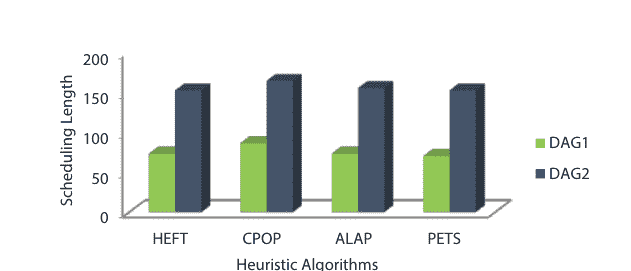 200
150
100
50
0
Scheduling Length
HEFT CPOP ALAP PETS
Heuristic Algorithms
DAG1
DAG2